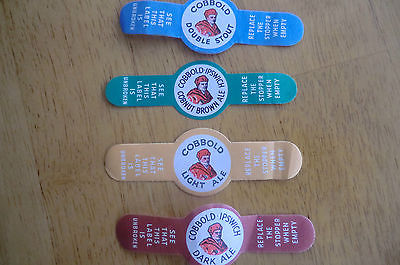 SEE
THAT
THIS
LABEL
IS
UNBROKEN
COBBOLD
DOUBLE STOUT
REPLACE
THE
STOPPER
WHEN
EMPTY
SEE
THAT
THIS
LABEL
IS
UNBROKEN
COBBOLD·IPSWICH
COBNUT BROWN ALE
REPLACE
THE
STOPPER
WHEN
EMPTY
SEE
THAT
THIS
LABEL
IS
UNBROKEN
COBBOLD
LIGHT ALE
REPLACE
THE
STOPPER
WHEN
EMPTY
SEE
THAT
THIS
LABEL
IS
UNBROKEN
COBBOLD·IPSWICH
DARK ALE
REPLACE
THE
STOPPER
WHEN
EMPTY